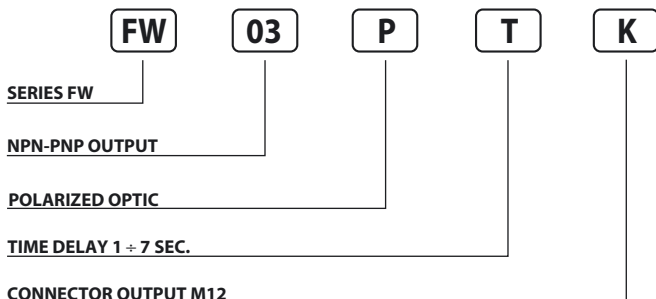 FW 03 P T K
SERIES FW
NPN-PNP OUTPUT
POLARIZED OPTIC
TIME DELAY 1 ÷ 7 SEC.
CONNECTOR OUTPUT M12